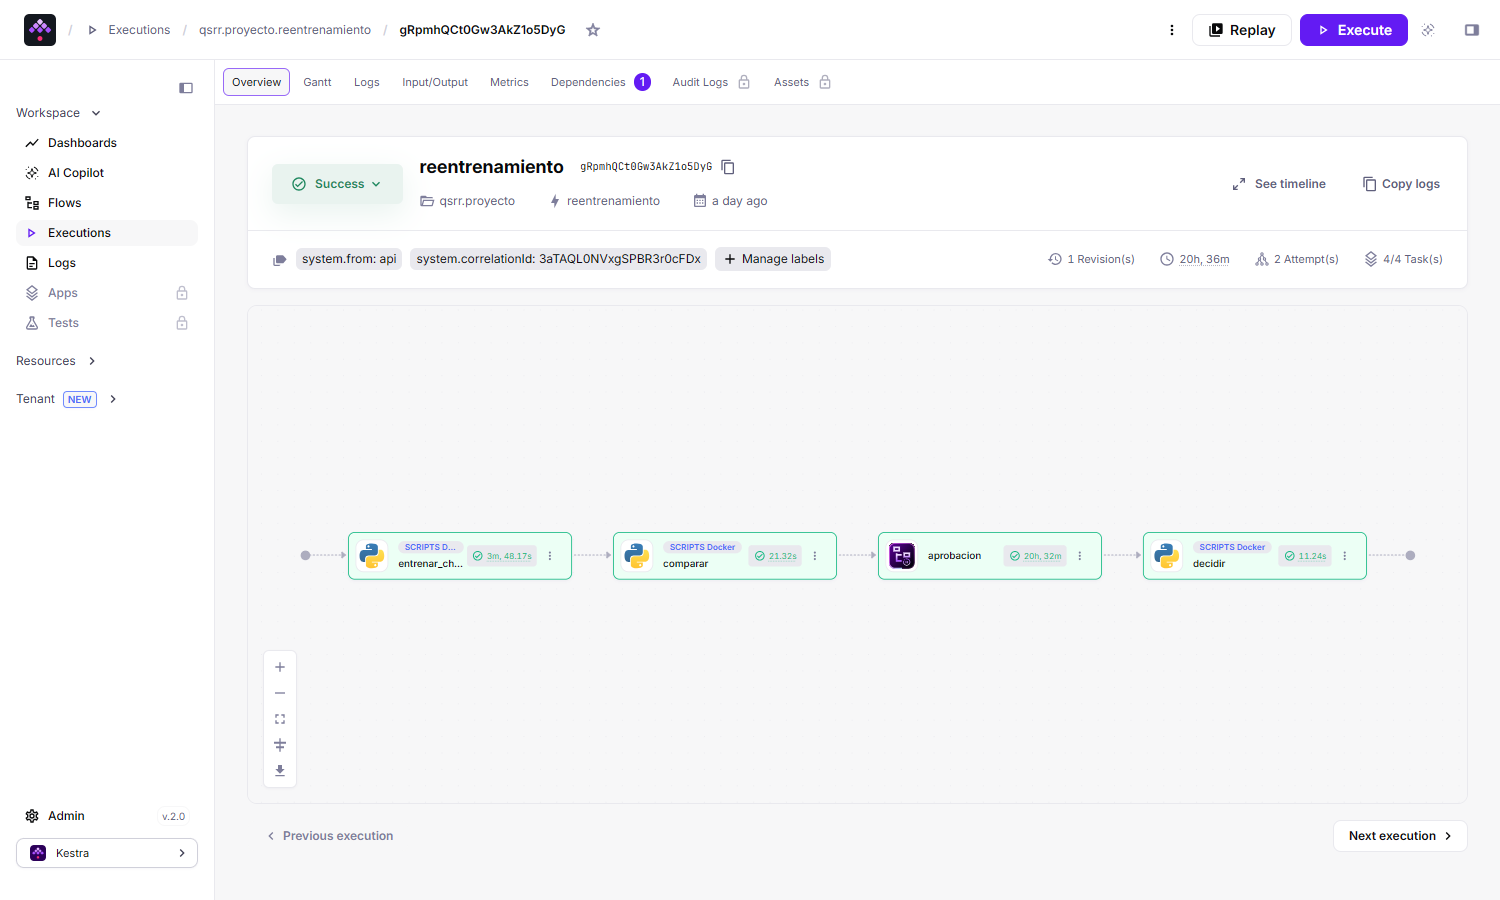 / Executions / qsrr.proyecto.reentrenamiento / gRpmhQCt0Gw3AkZ1o5DyG
Replay
Execute
Overview Gantt Logs Input/Output Metrics Dependencies 1 Audit Logs Assets
Workspace
Dashboards
AI Copilot
Flows
Executions
Logs
Apps
Tests
Resources
Tenant NEW
Admin v.2.0
Kestra
Success
reentrenamiento gRpmhQCt0Gw3AkZ1o5DyG
qsrr.proyecto reentrenamiento a day ago
See timeline
Copy logs
system.from: api system.correlationId: 3aTAQL0NVxgSPBR3r0cFDx Manage labels
1 Revision(s) 20h, 36m 2 Attempt(s) 4/4 Task(s)
SCRIPTS D...
entrenar_ch...
3m, 48.17s
SCRIPTS Docker
comparar
21.32s
aprobacion
20h, 32m
SCRIPTS Docker
decidir
11.24s
Previous execution
Next execution